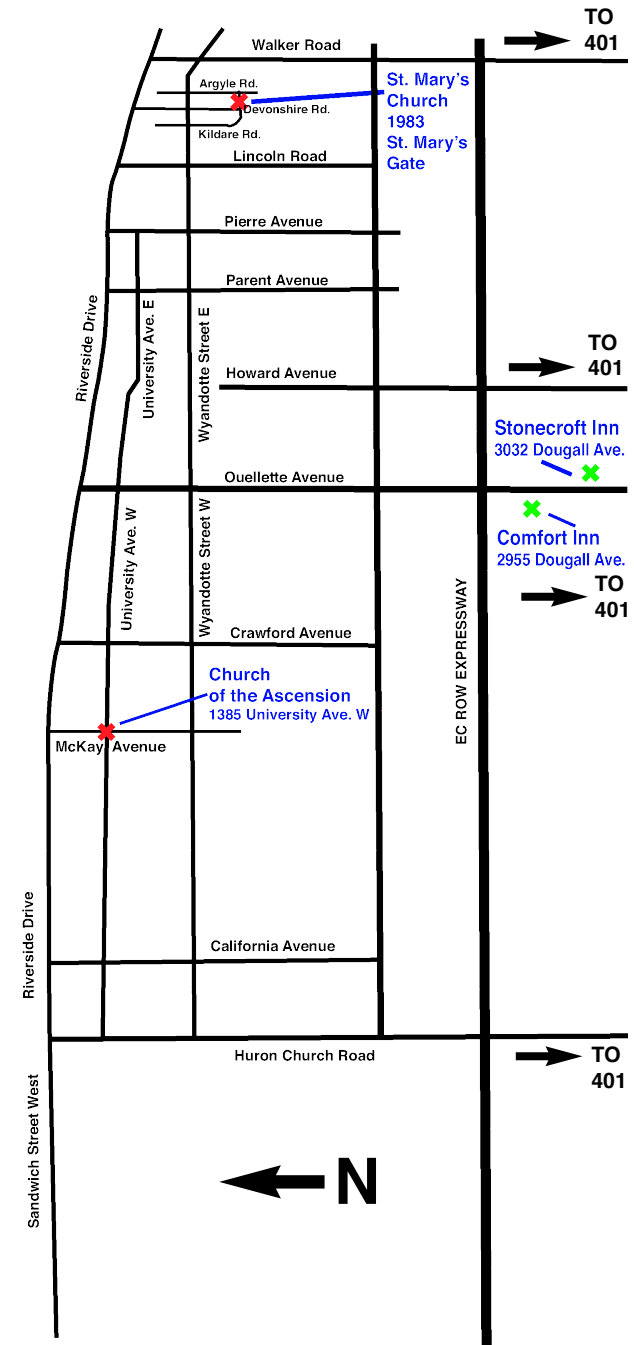 TO
401
Walker Road
Argyle Rd.
St. Mary's
Church
1983
St. Mary's
Gate
Devonshire Rd.
Kildare Rd.
Lincoln Road
Pierre Avenue
Parent Avenue
Riverside Drive
University Ave. E
Wyandotte Street E
TO
401
Howard Avenue
Stonecroft Inn
3032 Dougall Ave.
Ouellette Avenue
Comfort Inn
2955 Dougall Ave.
University Ave. W
Wyandotte Street W
EC ROW EXPRESSWAY
TO
401
Crawford Avenue
Church
of the Ascension
1385 University Ave. W
McKay Avenue
California Avenue
Riverside Drive
Huron Church Road
TO
401
Sandwich Street West
N